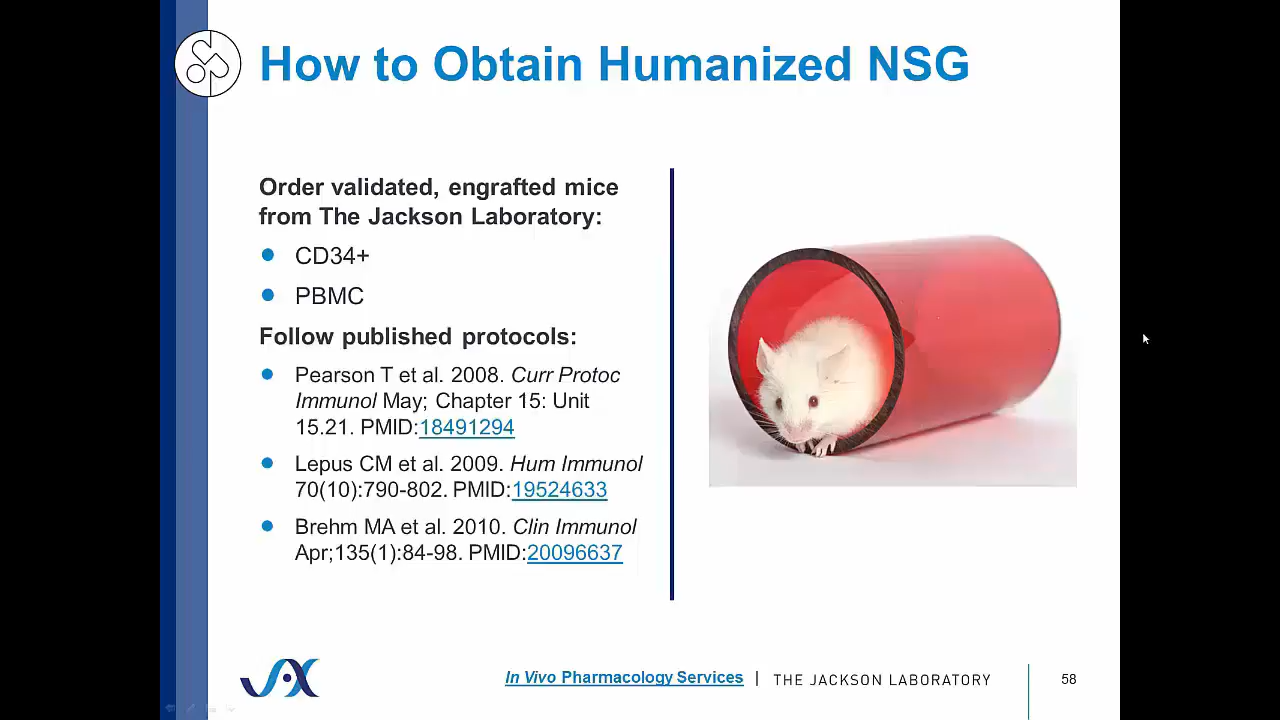 How to Obtain Humanized NSG
Order validated, engrafted mice
from The Jackson Laboratory:
CD34+
PBMC
Follow published protocols:
Pearson T et al. 2008. Curr Protoc
Immunol May; Chapter 15: Unit
15.21. PMID:18491294
Lepus CM et al. 2009. Hum Immunol
70(10):790-802. PMID:19524633
Brehm MA et al. 2010. Clin Immunol
Apr;135(1):84-98. PMID:20096637
JAX
In Vivo Pharmacology Services | THE JACKSON LABORATORY 58